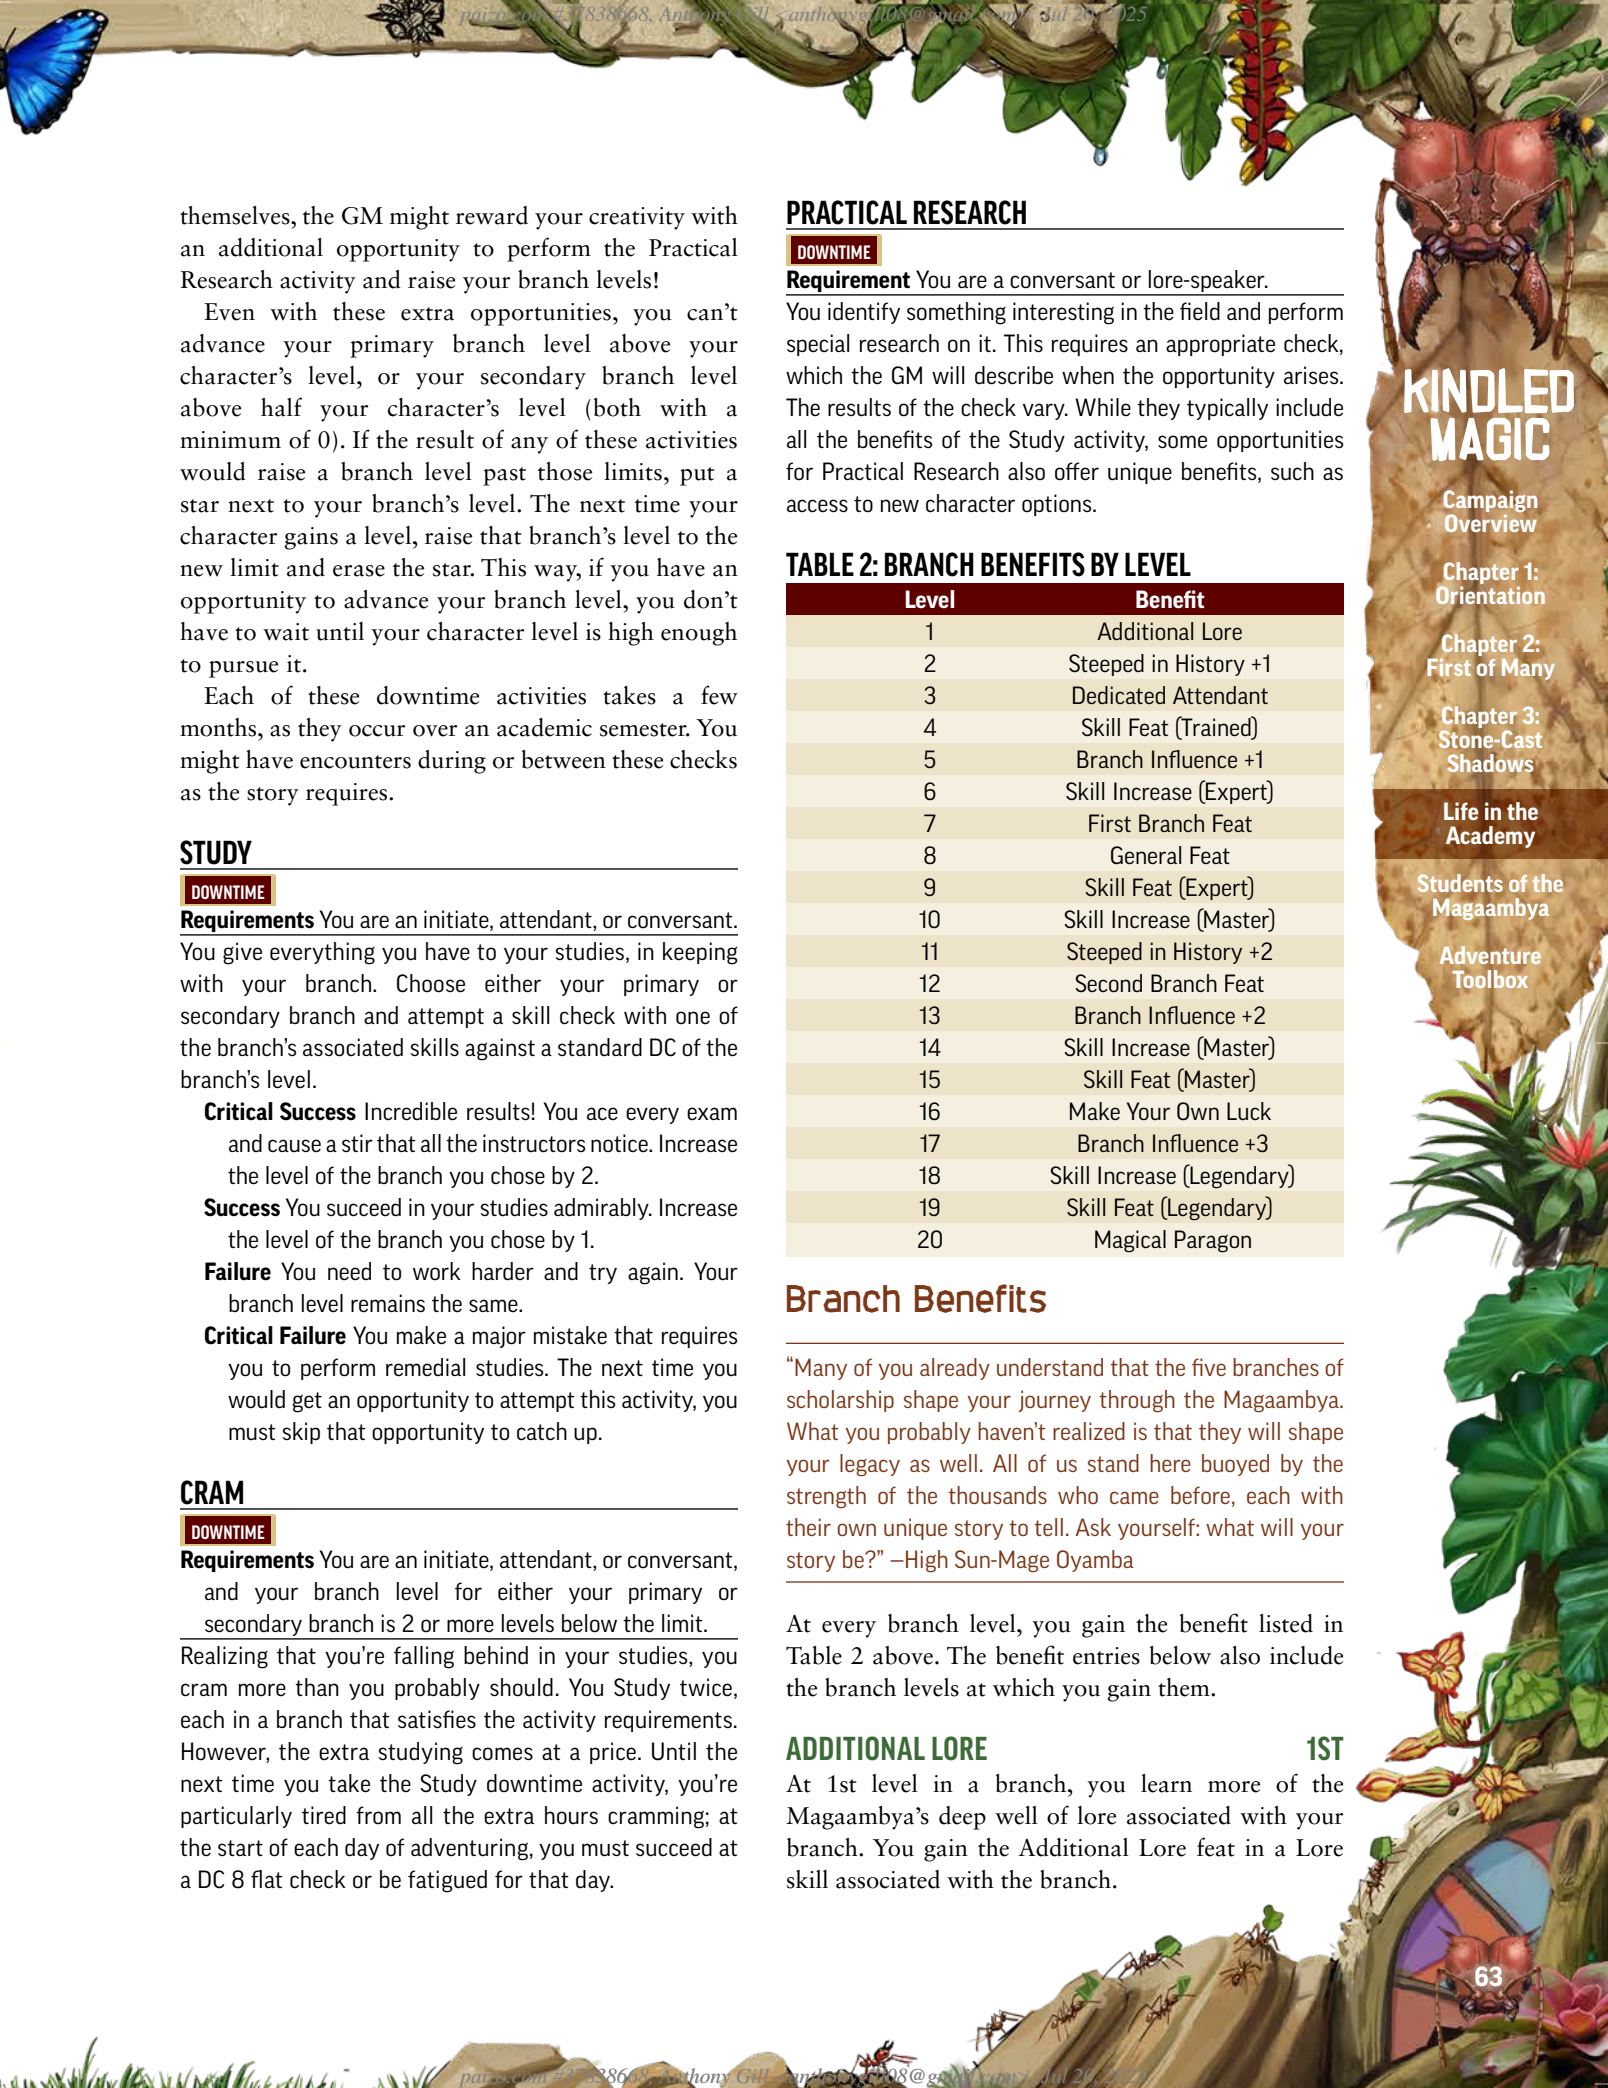 paizo.com #37838668, Anthony Gill <anthonygill08@gmail.com>, Jul 20, 2025
themselves, the GM might reward your creativity with
an additional opportunity to perform the Practical
Research activity and raise your branch levels!
Even with these extra opportunities, you can't
advance your primary branch level above your
character's level, or your secondary branch level
above half your character's level (both with a
minimum of 0). If the result of any of these activities
would raise a branch level past those limits, put a
star next to your branch's level. The next time your
character gains a level, raise that branch's level to the
new limit and erase the star. This way, if you have an
opportunity to advance your branch level, you don't
have to wait until your character level is high enough
to pursue it.
Each of these downtime activities takes a few
months, as they occur over an academic semester. You
might have encounters during or between these checks
as the story requires.
STUDY
DOWNTIME
Requirements You are an initiate, attendant, or conversant.
You give everything you have to your studies, in keeping
with your branch. Choose either your primary or
secondary branch and attempt a skill check with one of
the branch's associated skills against a standard DC of the
branch's level.
Critical Success Incredible results! You ace every exam
and cause a stir that all the instructors notice. Increase
the level of the branch you chose by 2.
Success You succeed in your studies admirably. Increase
the level of the branch you chose by 1.
Failure You need to work harder and try again. Your
branch level remains the same.
Critical Failure You make a major mistake that requires
you to perform remedial studies. The next time you
would get an opportunity to attempt this activity, you
must skip that opportunity to catch up.
CRAM
DOWNTIME
Requirements You are an initiate, attendant, or conversant,
and your branch level for either your primary or
secondary branch is 2 or more levels below the limit.
Realizing that you're falling behind in your studies, you
cram more than you probably should. You Study twice,
each in a branch that satisfies the activity requirements.
However, the extra studying comes at a price. Until the
next time you take the Study downtime activity, you're
particularly tired from all the extra hours cramming; at
the start of each day of adventuring, you must succeed at
a DC 8 flat check or be fatigued for that day.
PRACTICAL RESEARCH
DOWNTIME
Requirement You are a conversant or lore-speaker.
You identify something interesting in the field and perform
special research on it. This requires an appropriate check,
which the GM will describe when the opportunity arises.
The results of the check vary. While they typically include
all the benefits of the Study activity, some opportunities
for Practical Research also offer unique benefits, such as
access to new character options.
TABLE 2: BRANCH BENEFITS BY LEVEL
Level Benefit
1 Additional Lore
2 Steeped in History +1
3 Dedicated Attendant
4 Skill Feat (Trained)
5 Branch Influence +1
6 Skill Increase (Expert)
7 First Branch Feat
8 General Feat
9 Skill Feat (Expert)
10 Skill Increase (Master)
11 Steeped in History +2
12 Second Branch Feat
13 Branch Influence +2
14 Skill Increase (Master)
15 Skill Feat (Master)
16 Make Your Own Luck
17 Branch Influence +3
18 Skill Increase (Legendary)
19 Skill Feat (Legendary)
20 Magical Paragon
Branch Benefits
"Many of you already understand that the five branches of
scholarship shape your journey through the Magaambya.
What you probably haven't realized is that they will shape
your legacy as well. All of us stand here buoyed by the
strength of the thousands who came before, each with
their own unique story to tell. Ask yourself: what will your
story be?" —High Sun-Mage Oyamba
At every branch level, you gain the benefit listed in
Table 2 above. The benefit entries below also include
the branch levels at which you gain them.
ADDITIONAL LORE 1ST
At 1st level in a branch, you learn more of the
Magaambya's deep well of lore associated with your
branch. You gain the Additional Lore feat in a Lore
skill associated with the branch.
KINDLED
MAGIC
Campaign
Overview
Chapter 1:
Orientation
Chapter 2:
First of Many
Chapter 3:
Stone-Cast
Shadows
Life in the
Academy
Students of the
Magaambya
Adventure
Toolbox
63
paizo.com #37838668, Anthony Gill <anthonygill08@gmail.com>, Jul 20, 2025